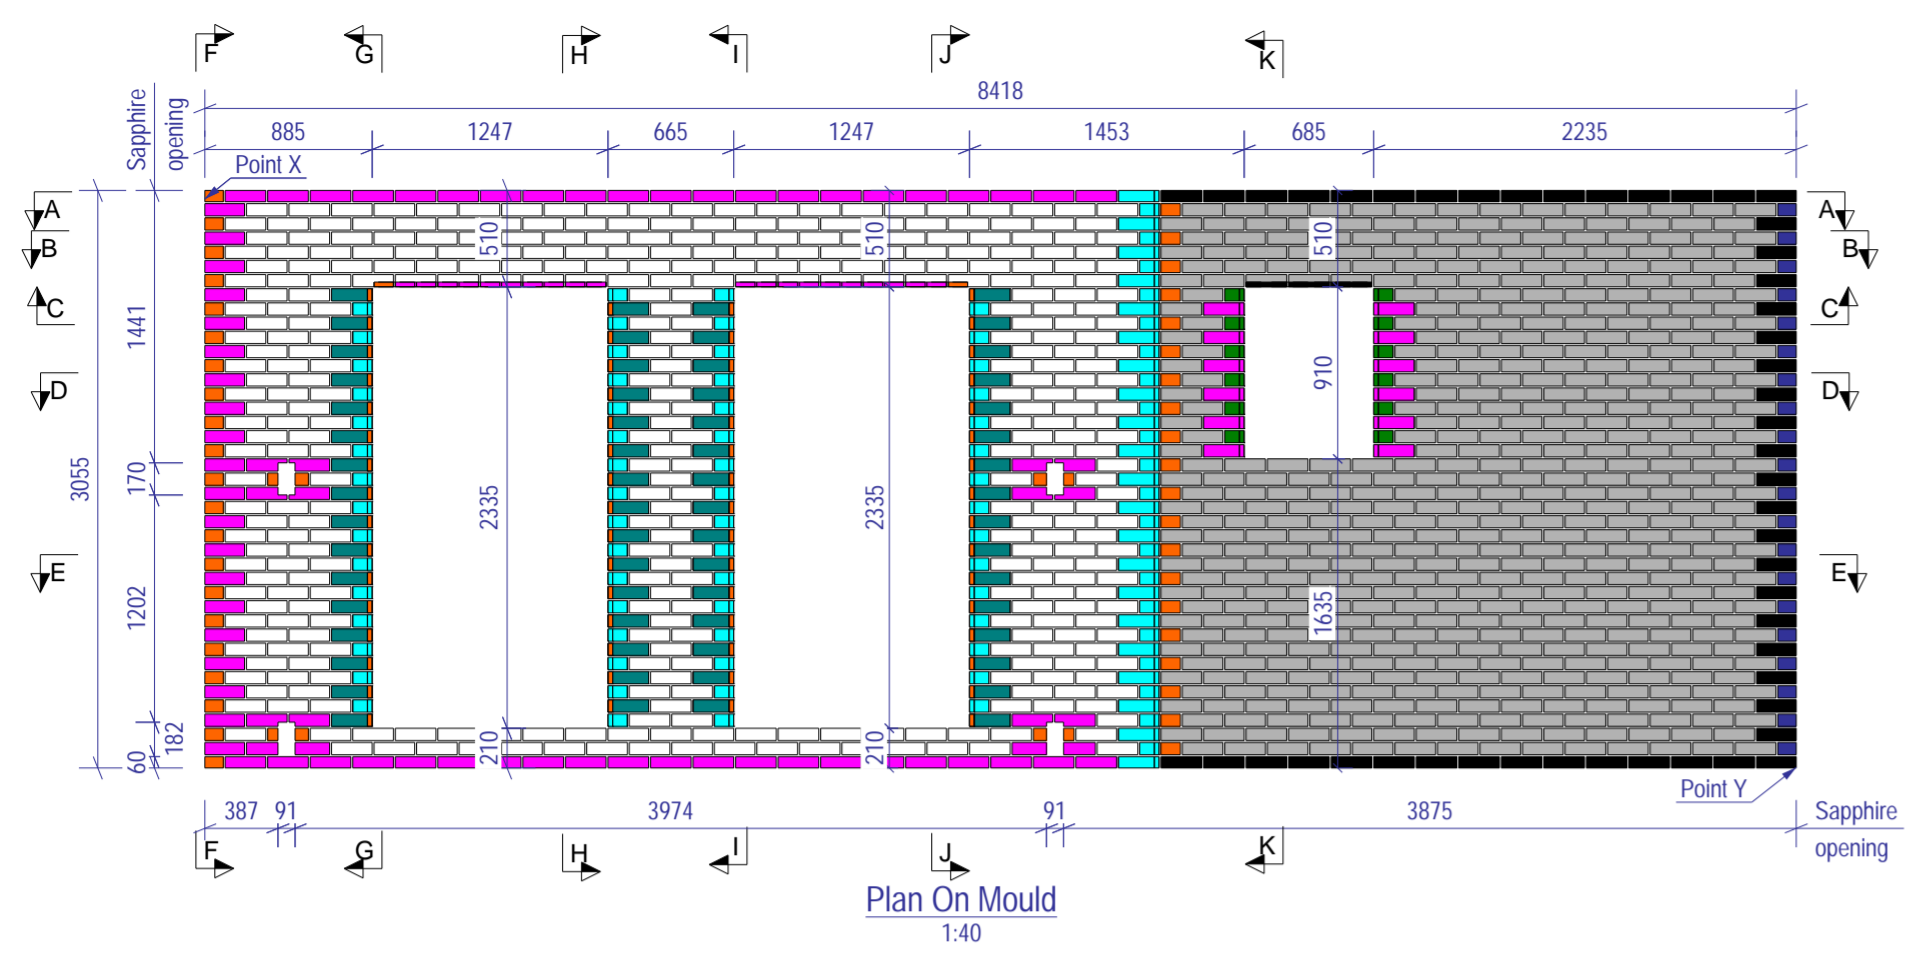 F G H I J K
8418
Sapphire
opening
885 1247 665 1247 1453 685 2235
Point X
A A
B B
510 510 510
C C
1441
910
D D
170
3055
2335 2335
E E
1202
1635
182
210 210
60
Point Y
387 91 3974 91 3875 Sapphire
opening
F G H I J K
Plan On Mould
1:40